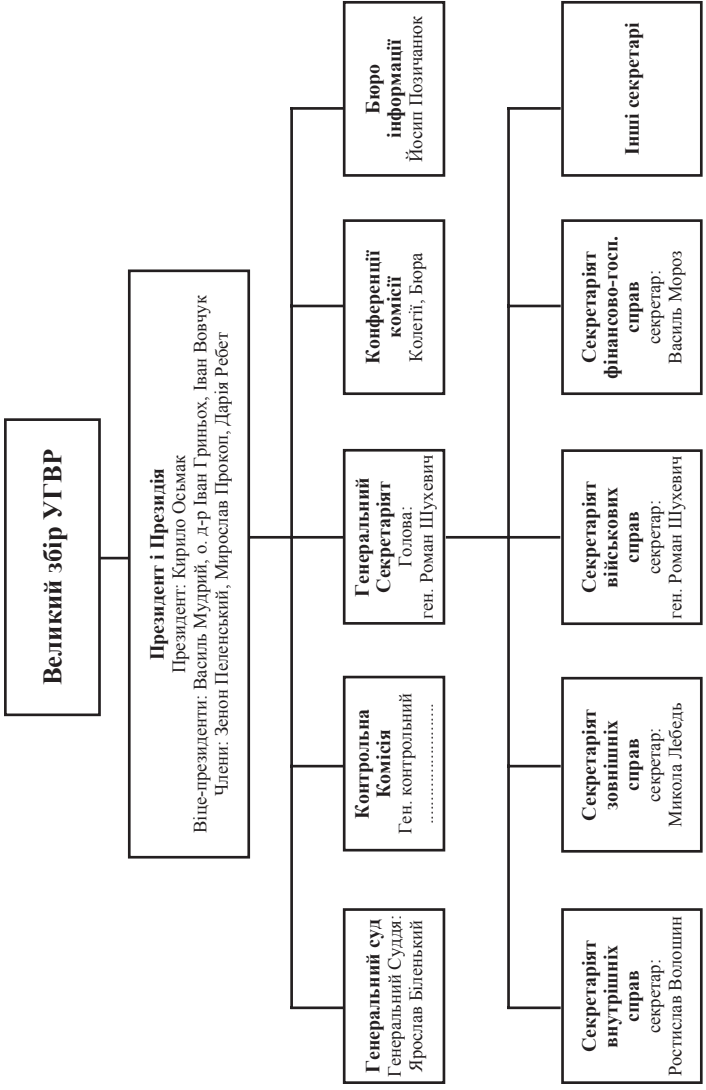 Великий збір УГВР
Президент і Президія
Президент: Кирило Осьмак
Віце-президенти: Василь Мудрий, о. д-р Іван Гриньох, Іван Вовчук
Члени: Зенон Пеленський, Мирослав Прокоп, Дарія Ребет
Генеральний суд
Генеральний Суддя:
Ярослав Біленький
Контрольна
Комісія
Ген. контрольний
............................
Генеральний
Секретаріят
Голова:
ген. Роман Шухевич
Конференції
комісії
Колегії, Бюра
Бюро
інформації
Йосип Позичанюк
Секретаріят
внутрішніх
справ
секретар:
Ростислав Волошин
Секретаріят
зовнішніх
справ
секретар:
Микола Лебедь
Секретаріят
військових
справ
секретар:
ген. Роман Шухевич
Секретаріят
фінансово-госп.
справ
секретар:
Василь Мороз
Інші секретарі